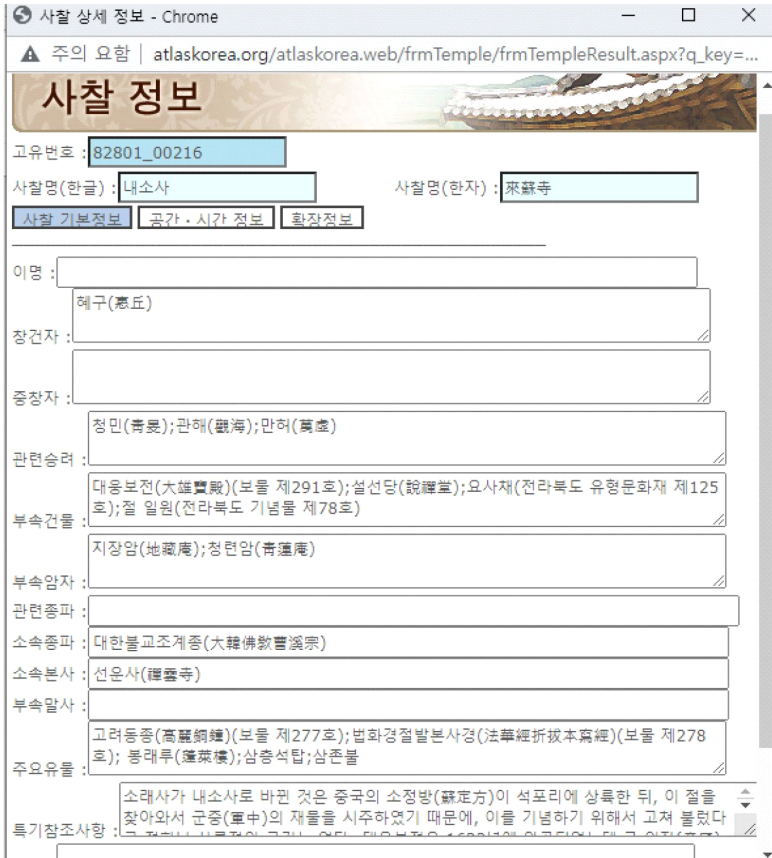 사찰 상세 정보 - Chrome
주의 요함 | atlaskorea.org/atlaskorea.web/frmTemple/frmTempleResult.aspx?q_key=...
사찰 정보
고유번호 : 82801_00216
사찰명(한글) : 내소사 사찰명(한자) : 來蘇寺
사찰 기본정보 공간·시간 정보 확장정보
이명 :
혜구(惠丘)
창건자 :
중창자 :
청민(靑旻);관해(觀海);만허(萬虛)
관련승려 :
대웅보전(大雄寶殿)(보물 제291호);설선당(說禪堂);요사채(전라북도 유형문화재 제125
호);절 일원(전라북도 기념물 제78호)
부속건물 :
지장암(地藏庵);청련암(靑蓮庵)
부속암자 :
관련종파 :
소속종파 : 대한불교조계종(大韓佛敎曹溪宗)
소속본사 : 선운사(禪雲寺)
부속말사 :
고려동종(高麗銅鐘)(보물 제277호);법화경절발본사경(法華經折拔本寫經)(보물 제278
호); 봉래루(蓬萊樓);삼층석탑;삼존불
주요유물 :
소래사가 내소사로 바뀐 것은 중국의 소정방(蘇定方)이 석포리에 상륙한 뒤, 이 절을
찾아와서 군중(軍中)의 재물을 시주하였기 때문에, 이를 기념하기 위해서 고쳐 불렀다
특기참조사항 :